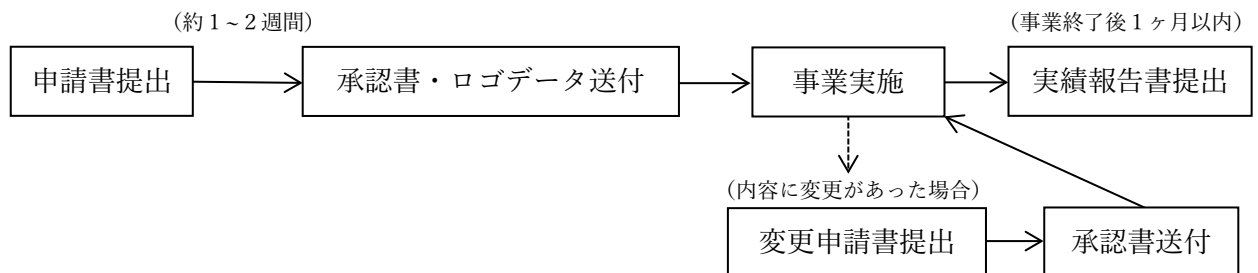 （約１～２週間）
（事業終了後１ヶ月以内）
申請書提出
承認書・ロゴデータ送付
事業実施
実績報告書提出
（内容に変更があった場合）
変更申請書提出
承認書送付